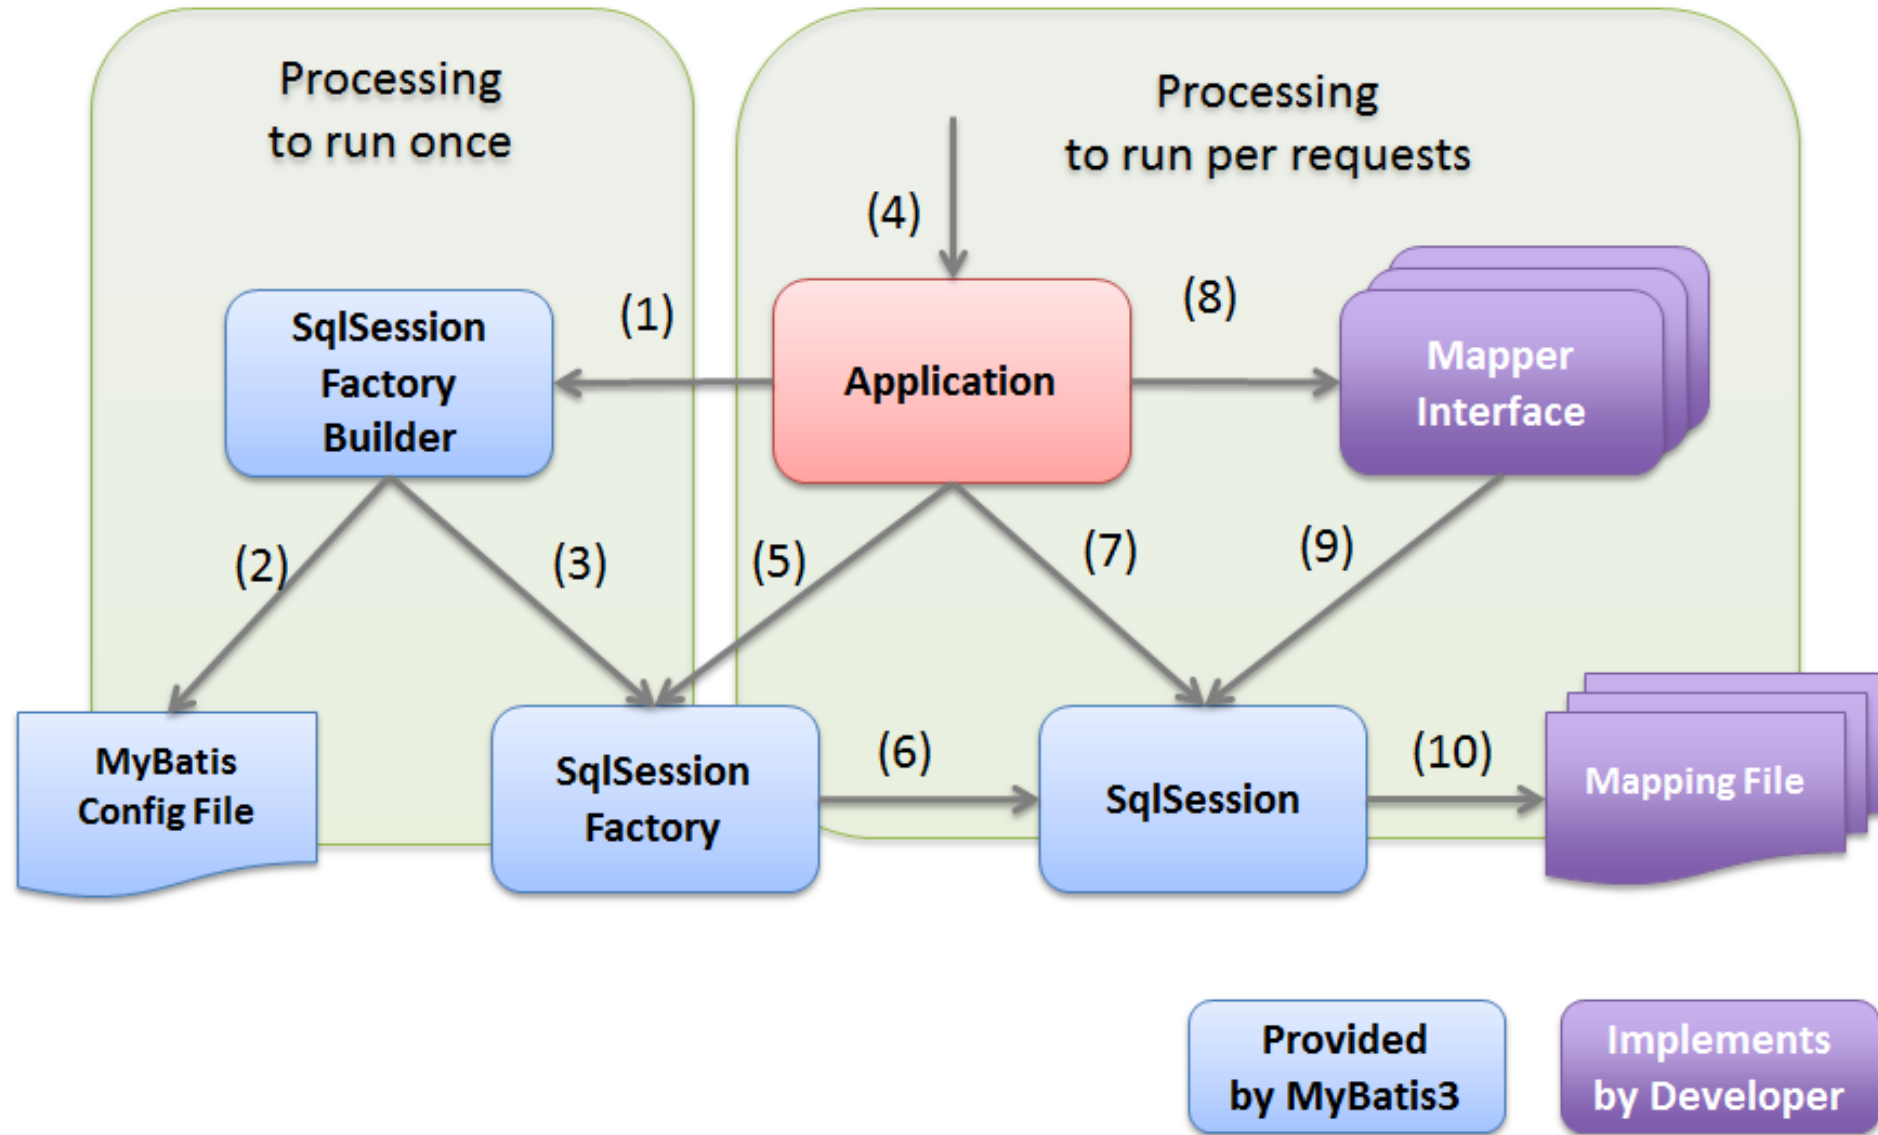 Processing
to run once
Processing
to run per requests
(4)
(1)
(8)
SqlSession
Factory
Builder
Application
Mapper
Interface
(2)
(3)
(5)
(7)
(9)
MyBatis
Config File
SqlSession
Factory
(6)
SqlSession
(10)
Mapping File
Provided
by MyBatis3
Implements
by Developer